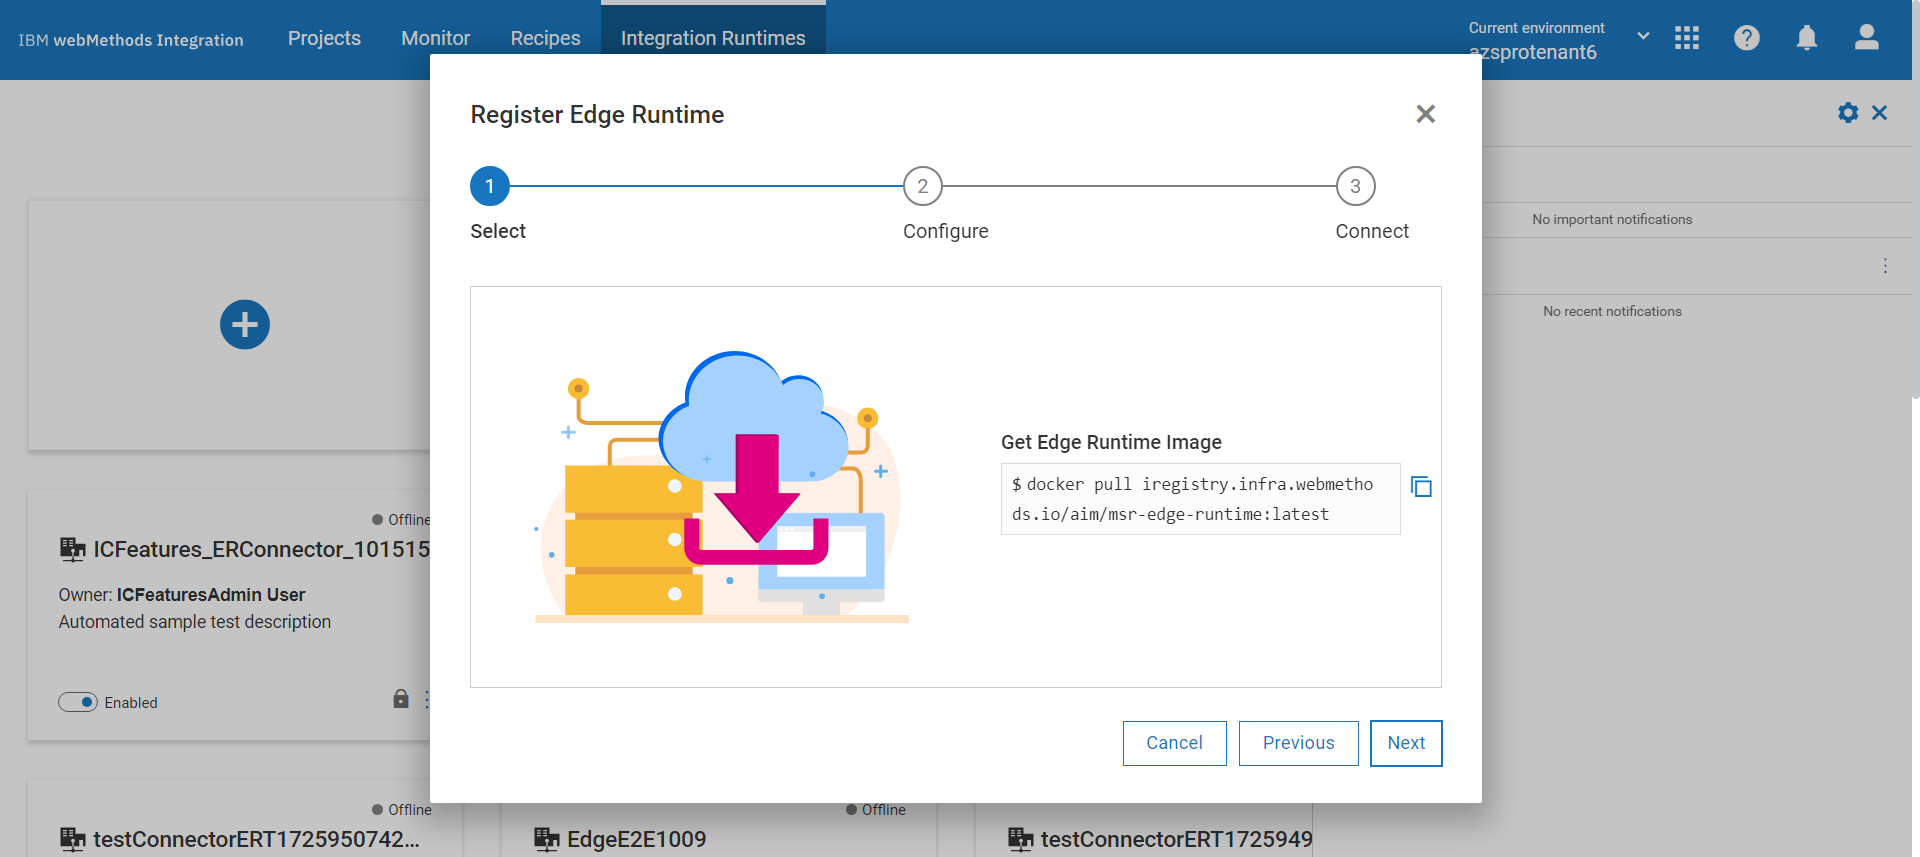 IBM webMethods Integration
Projects
Monitor
Recipes
Integration Runtimes
Current environment
azsprotenant6
Register Edge Runtime
1
2
3
Select
Configure
Connect
No important notifications
No recent notifications
Get Edge Runtime Image
$ docker pull iregistry.infra.webmetho
ds.io/aim/msr-edge-runtime:latest
Offline
ICFeatures_ERConnector_101515
Owner: ICFeaturesAdmin User
Automated sample test description
Enabled
Cancel
Previous
Next
Offline
testConnectorERT1725950742...
Offline
EdgeE2E1009
testConnectorERT1725949